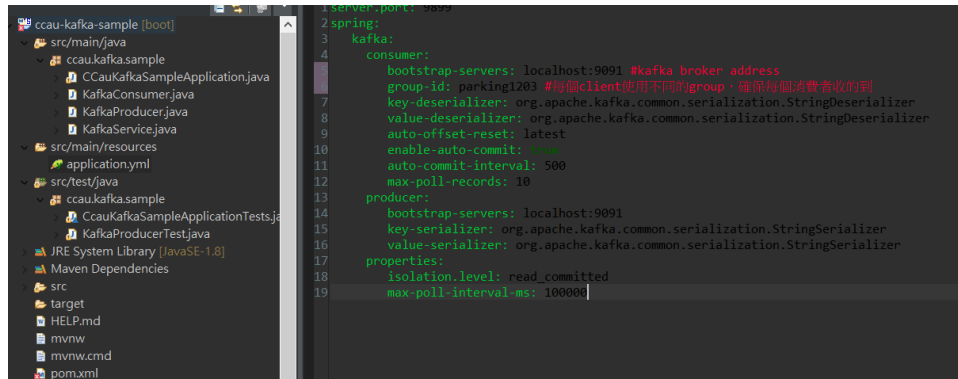 ccau-kafka-sample [boot]
src/main/java
ccau.kafka.sample
CCauKafkaSampleApplication.java
KafkaConsumer.java
KafkaProducer.java
KafkaService.java
src/main/resources
application.yml
src/test/java
ccau.kafka.sample
CcauKafkaSampleApplicationTests.ja
KafkaProducerTest.java
JRE System Library [JavaSE-1.8]
Maven Dependencies
src
target
HELP.md
mvnw
mvnw.cmd
pom.xml
1 server.port: 9899
2 spring:
3 kafka:
4 consumer:
bootstrap-servers: localhost:9091 #kafka broker address
group-id: parking1203 #每個client使用不同的group，確保每個消費者收的到
7 key-deserializer: org.apache.kafka.common.serialization.StringDeserializer
8 value-deserializer: org.apache.kafka.common.serialization.StringDeserializer
9 auto-offset-reset: latest
10 enable-auto-commit:
11 auto-commit-interval: 500
12 max-poll-records: 10
13 producer:
14 bootstrap-servers: localhost:9091
15 key-serializer: org.apache.kafka.common.serialization.StringSerializer
16 value-serializer: org.apache.kafka.common.serialization.StringSerializer
17 properties:
18 isolation.level: read_committed
19 max-poll-interval-ms: 100000